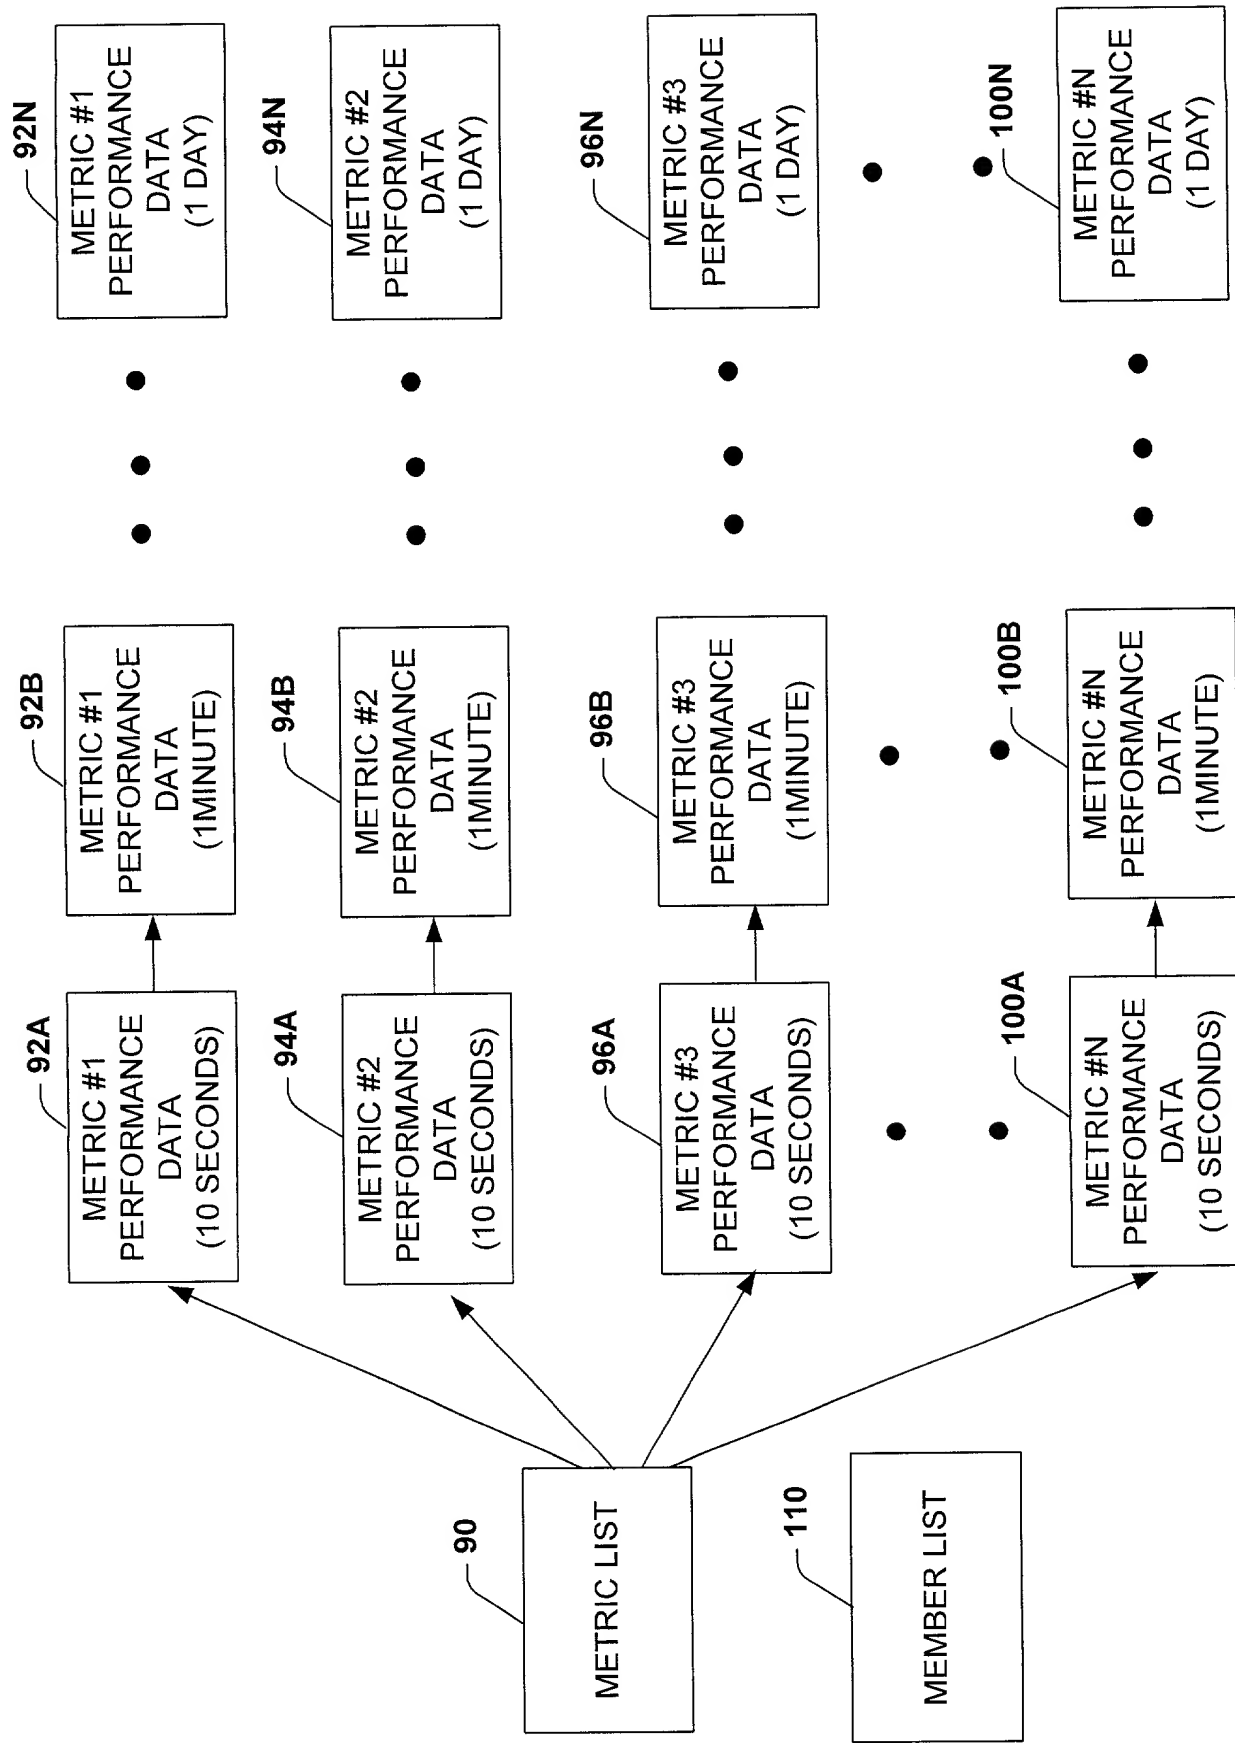 92A
METRIC #1
PERFORMANCE
DATA
(10 SECONDS)
92B
METRIC #1
PERFORMANCE
DATA
(1MINUTE)
92N
METRIC #1
PERFORMANCE
DATA
(1 DAY)
94A
METRIC #2
PERFORMANCE
DATA
(10 SECONDS)
94B
METRIC #2
PERFORMANCE
DATA
(1MINUTE)
94N
METRIC #2
PERFORMANCE
DATA
(1 DAY)
90
METRIC LIST
96A
METRIC #3
PERFORMANCE
DATA
(10 SECONDS)
96B
METRIC #3
PERFORMANCE
DATA
(1MINUTE)
96N
METRIC #3
PERFORMANCE
DATA
(1 DAY)
110
MEMBER LIST
100A
METRIC #N
PERFORMANCE
DATA
(10 SECONDS)
100B
METRIC #N
PERFORMANCE
DATA
(1MINUTE)
100N
METRIC #N
PERFORMANCE
DATA
(1 DAY)